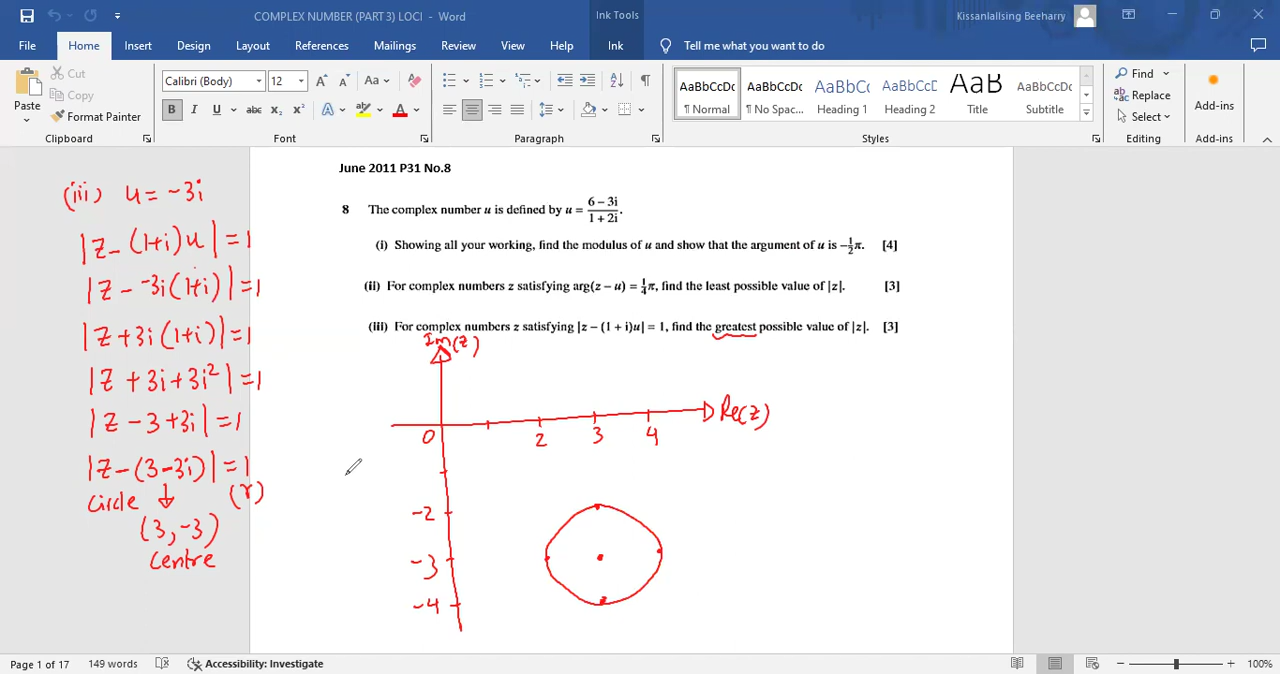 COMPLEX NUMBER (PART 3) LOCI - Word
Ink Tools
Kissanlallsing Beeharry
File Home Insert Design Layout References Mailings Review View Help Ink Tell me what you want to do
Paste
Cut
Copy
Format Painter
Clipboard
Calibri (Body) 12
Font
Paragraph
AaBbCcDc AaBbCcDc AaBbCc AaBbCcD AaB AaBbCcD
¶ Normal ¶ No Spac... Heading 1 Heading 2 Title Subtitle
Styles
Find
Replace
Select
Editing
Add-ins
Add-ins
June 2011 P31 No.8
8 The complex number u is defined by u = (6 − 3i)/(1 + 2i).
(i) Showing all your working, find the modulus of u and show that the argument of u is −½π. [4]
(ii) For complex numbers z satisfying arg(z − u) = ¼π, find the least possible value of |z|. [3]
(iii) For complex numbers z satisfying |z − (1 + i)u| = 1, find the greatest possible value of |z|. [3]
(iii) u = -3i
|z - (1+i)u| = 1
|z - -3i(1+i)| = 1
|z + 3i(1+i)| = 1
|z + 3i + 3i²| = 1
|z - 3 + 3i| = 1
|z - (3 - 3i)| = 1
circle (r)
(3, -3)
centre
Im(z)
Re(z)
0 2 3 4
-2
-3
-4
Page 1 of 17 149 words Accessibility: Investigate 100%